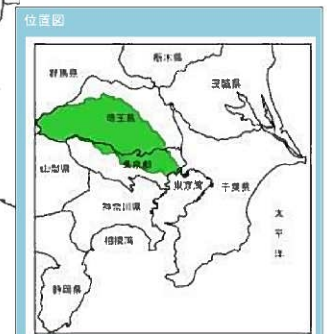 位置図
栃木県
群馬県
茨城県
埼玉県
東京都
山梨県
東京湾
千葉県
神奈川県
太平洋
相模湾
静岡県